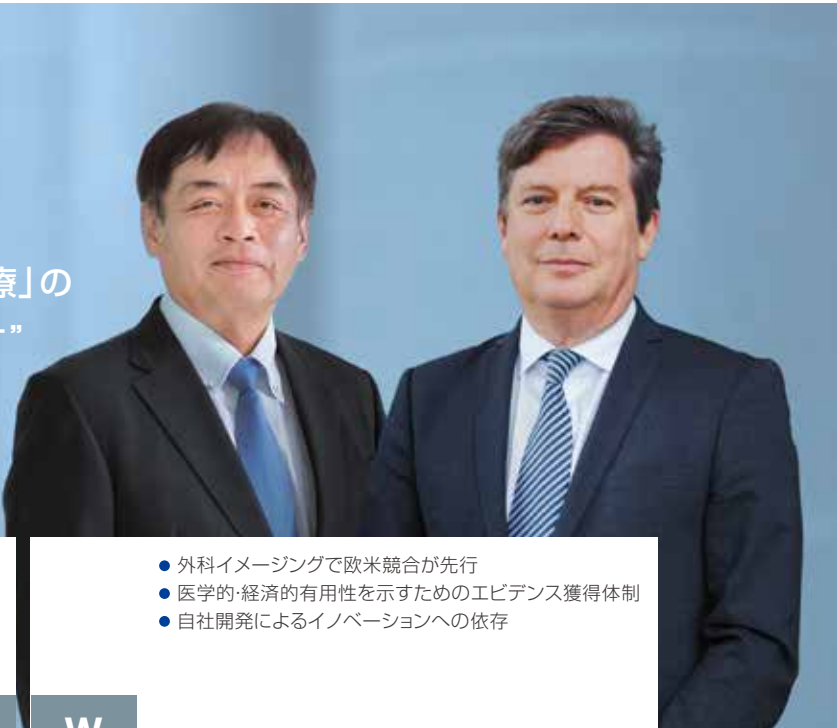 療」の
”
● 外科イメージングで欧米競合が先行
● 医学的・経済的有用性を示すためのエビデンス獲得体制
● 自社開発によるイノベーションへの依存
W